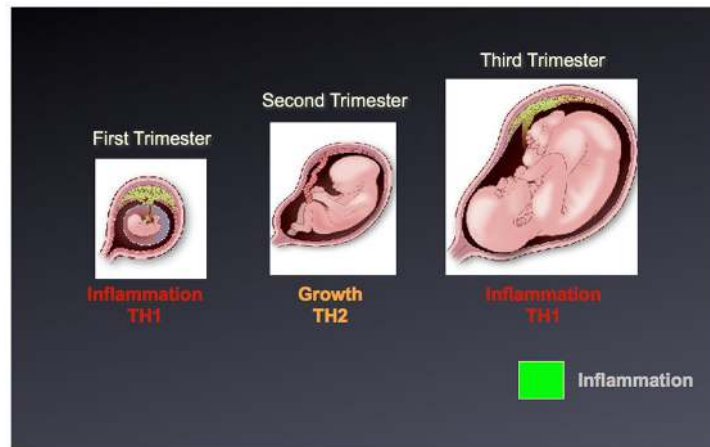 First Trimester
Second Trimester
Third Trimester
Inflammation
TH1
Growth
TH2
Inflammation
TH1
Inflammation